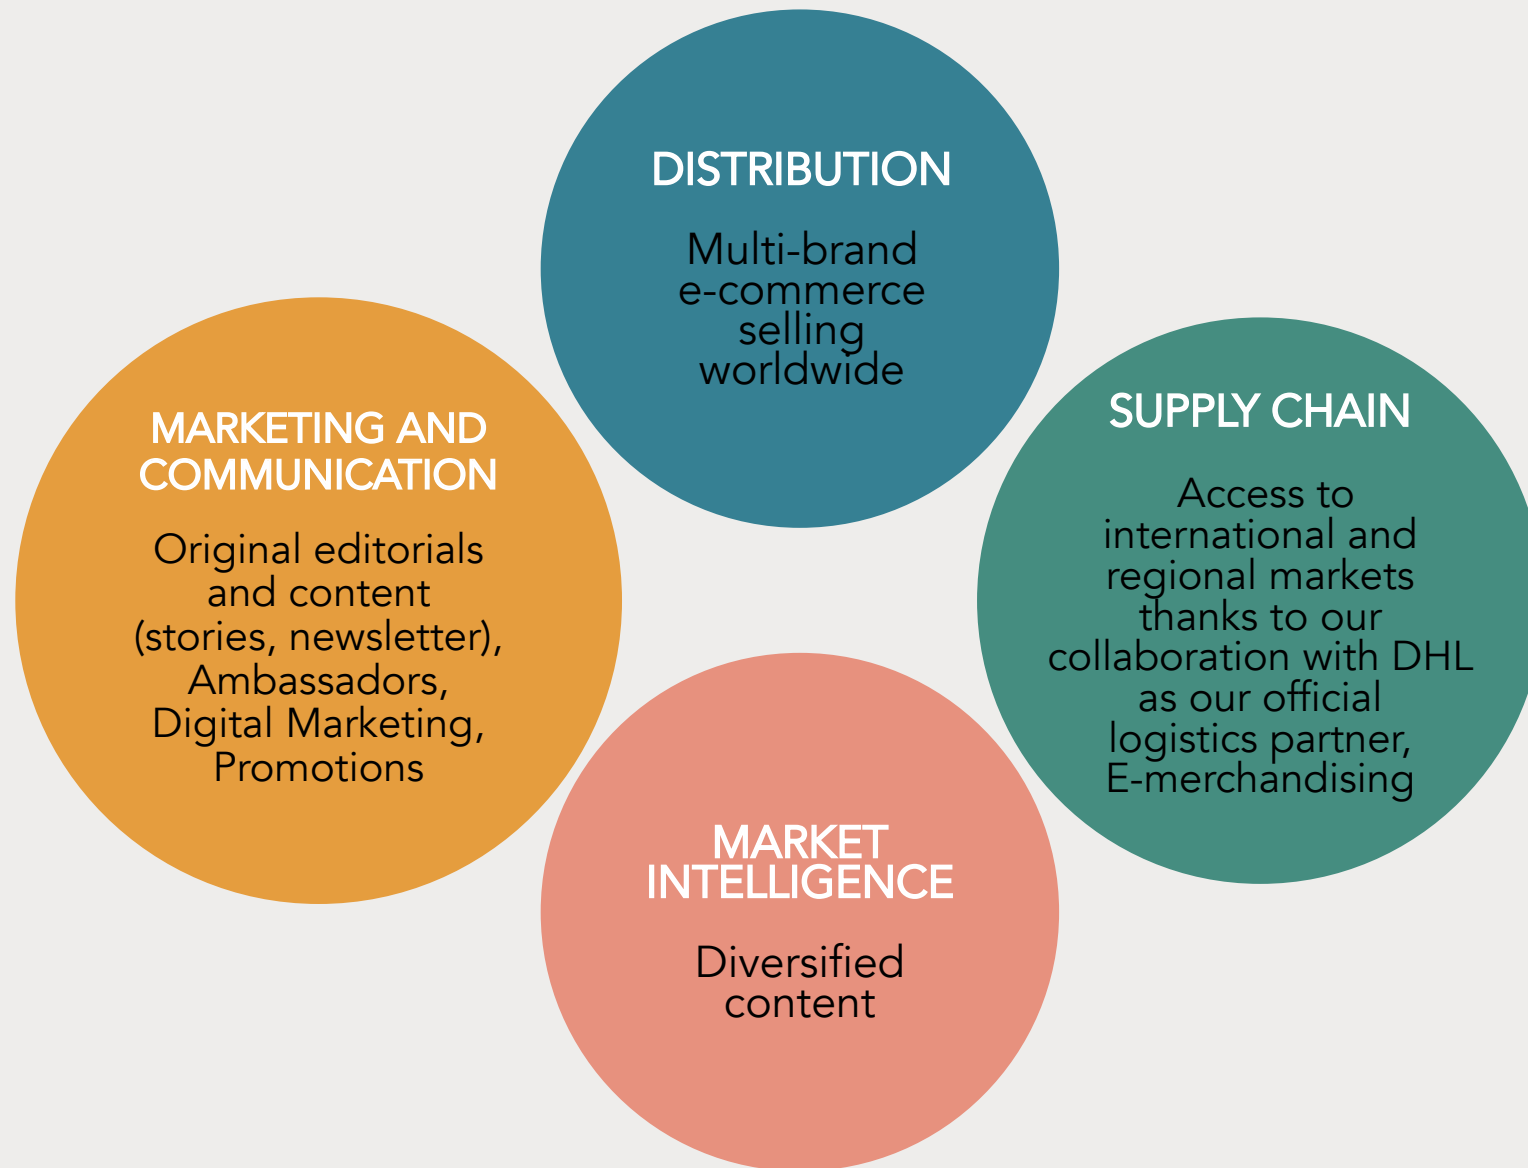 DISTRIBUTION
Multi-brand
e-commerce
selling
worldwide
MARKETING AND
COMMUNICATION
Original editorials
and content
(stories, newsletter),
Ambassadors,
Digital Marketing,
Promotions
SUPPLY CHAIN
Access to
international and
regional markets
thanks to our
collaboration with DHL
as our official
logistics partner,
E-merchandising
MARKET
INTELLIGENCE
Diversified
content